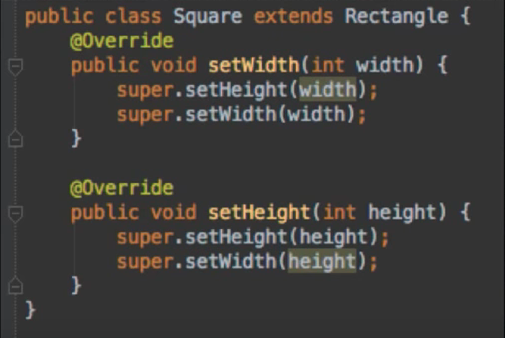 public class Square extends Rectangle {
    @Override
    public void setWidth(int width) {
        super.setHeight(width);
        super.setWidth(width);
    }

    @Override
    public void setHeight(int height) {
        super.setHeight(height);
        super.setWidth(height);
    }
}